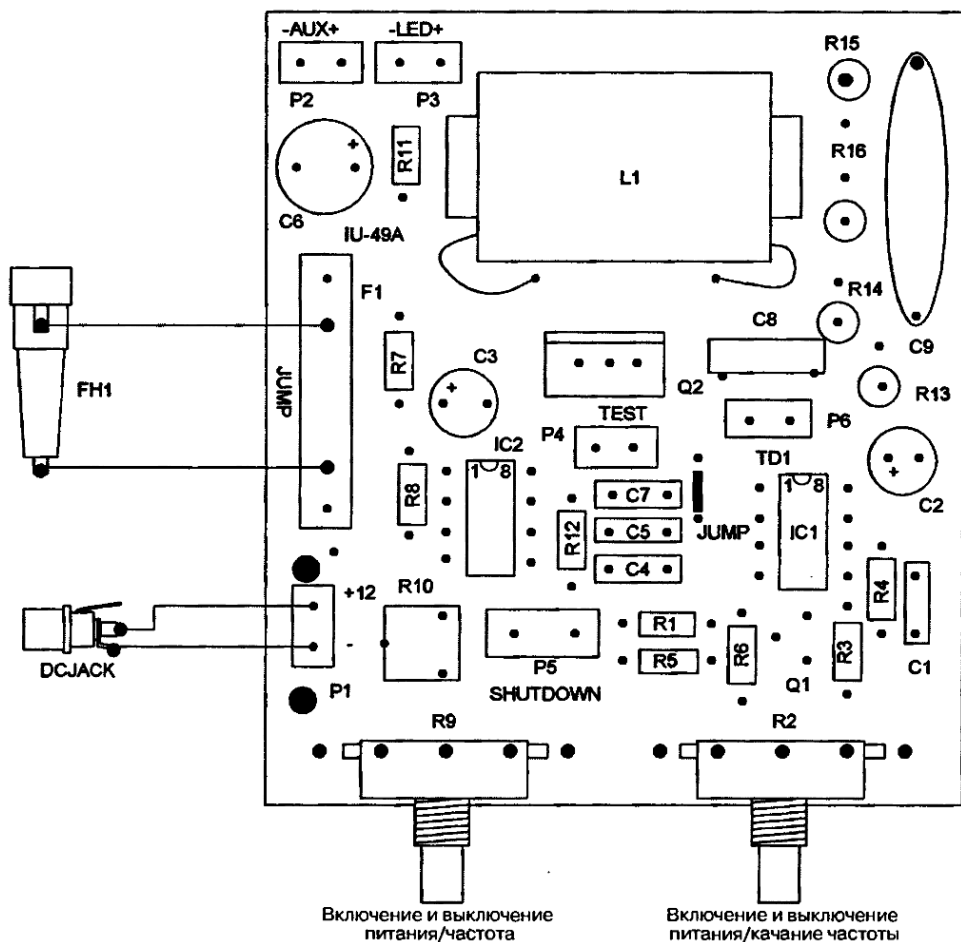 -AUX+ -LED+
R15
P2 P3
R11
R16
L1
C6
IU-49A
F1
R14
C8
C3
R7
C9
FH1
JUMP
Q2
R13
TEST
P6
P4
IC2
TD1
1 8
1 8
C2
R8
C7
R12
C5
JUMP
IC1
C4
R10
+12
R4
R1
-
DCJACK
P5
R5
R6
R3
C1
P1
SHUTDOWN
Q1
R9
R2
Включение и выключение
питания/частота
Включение и выключение
питания/качание частоты